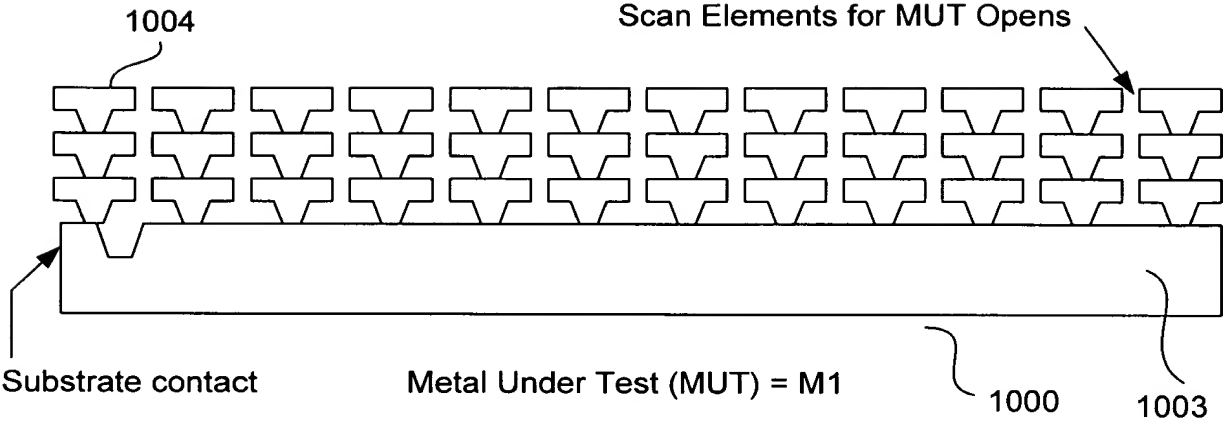 1004
Scan Elements for MUT Opens
Substrate contact
Metal Under Test (MUT) = M1
1000
1003